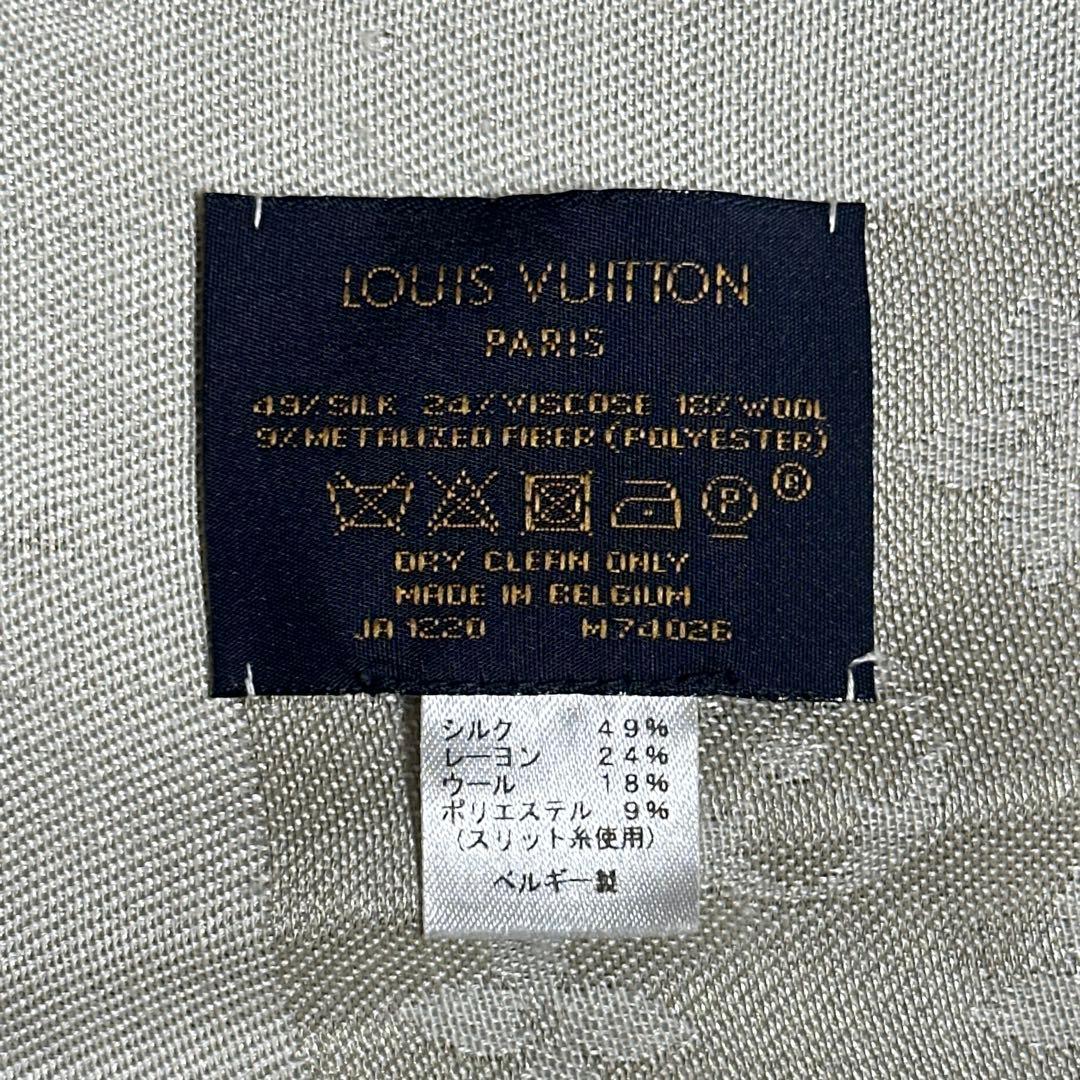 LOUIS VUITTON
PARIS
49% SILK 24% VISCOSE 18% WOOL
9% METALIZED FIBER (POLYESTER)
P ®
DRY CLEAN ONLY
MADE IN BELGIUM
JA1220 M74026
シルク 49%
レーヨン 24%
ウール 18%
ポリエステル 9%
(スリット糸使用)
ベルギー製